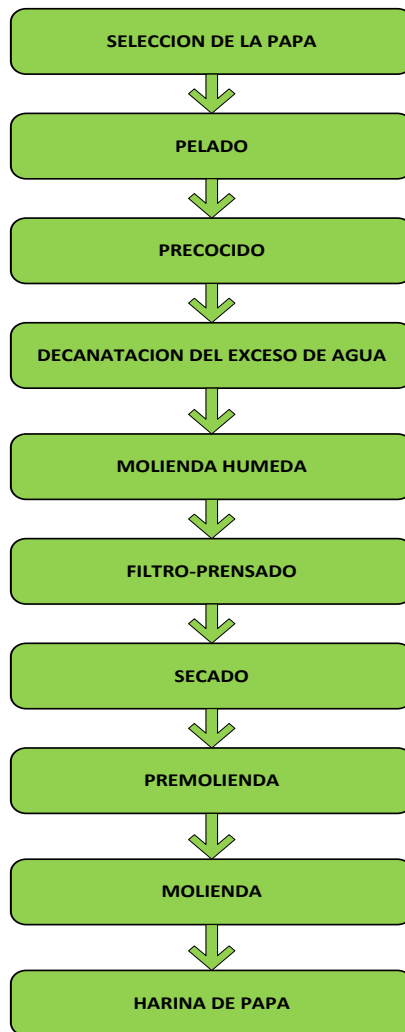 SELECCION DE LA PAPA
PELADO
PRECOCIDO
DECANATACION DEL EXCESO DE AGUA
MOLIENDA HUMEDA
FILTRO-PRENSADO
SECADO
PREMOLIENDA
MOLIENDA
HARINA DE PAPA